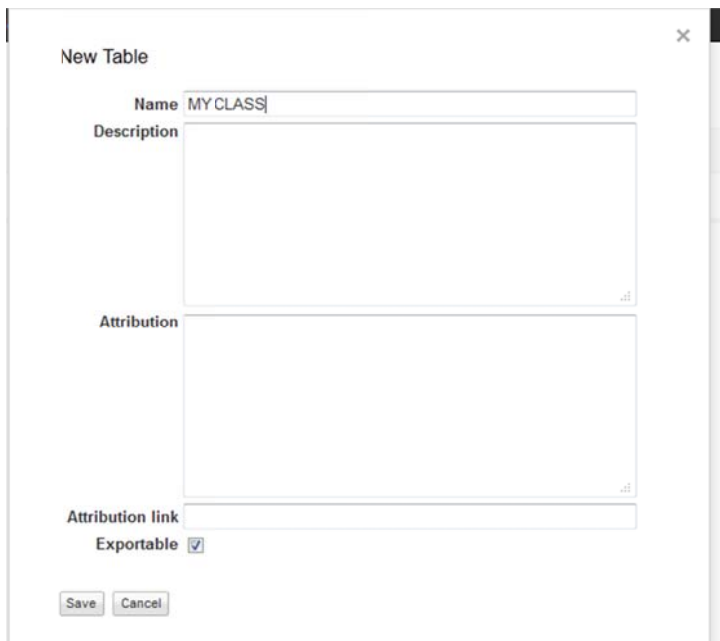 New Table
Name MY CLASS
Description
Attribution
Attribution link
Exportable
Save Cancel